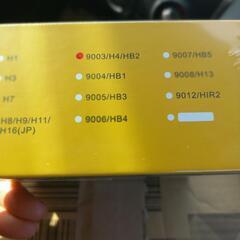 H1
9003/H4/HB2
9007/HB5
H3
9004/HB1
9008/H13
H7
9005/HB3
9012/HIR2
H8/H9/H11/
H16(JP)
9006/HB4